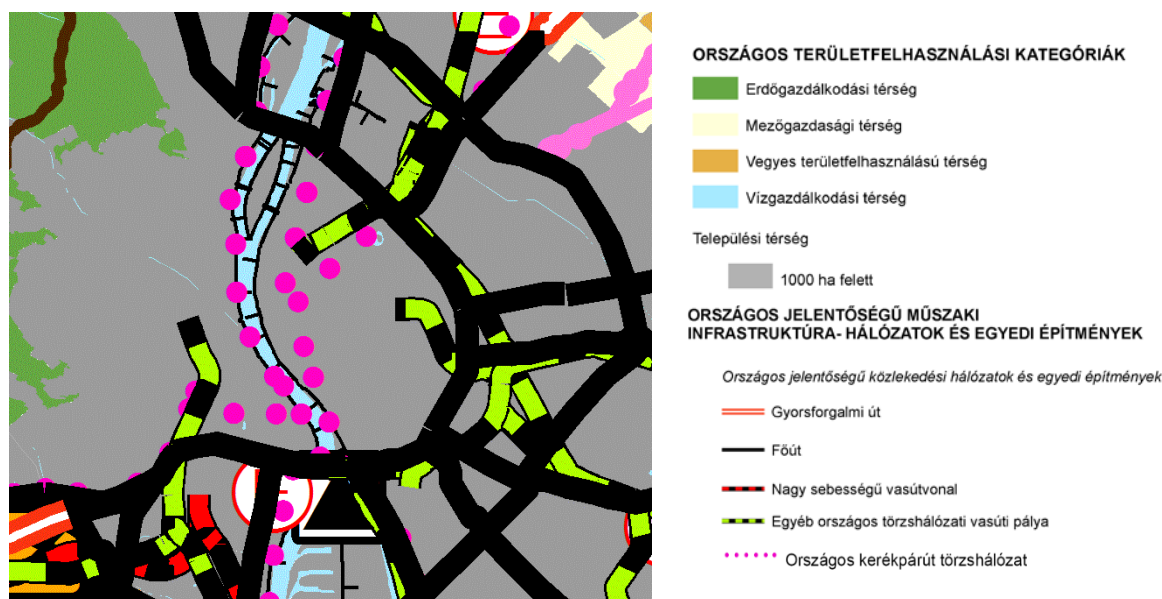 ORSZÁGOS TERÜLETFELHASZNÁLÁSI KATEGÓRIÁK
Erdőgazdálkodási térség
Mezőgazdasági térség
Vegyes területfelhasználású térség
Vízgazdálkodási térség
Települési térség
1000 ha felett
ORSZÁGOS JELENTŐSÉGŰ MŰSZAKI
INFRASTRUKTÚRA- HÁLÓZATOK ÉS EGYEDI ÉPÍTMÉNYEK
Országos jelentőségű közlekedési hálózatok és egyedi építmények
Gyorsforgalmi út
Főút
Nagy sebességű vasútvonal
Egyéb országos törzshálózati vasúti pálya
Országos kerékpárút törzshálózat